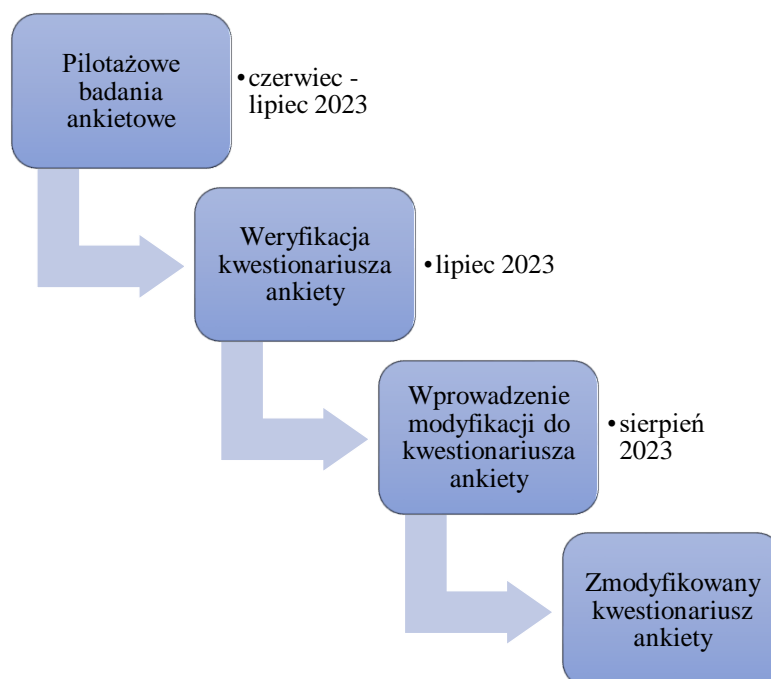 Pilotażowe
badania
ankietowe
•czerwiec -
lipiec 2023
Weryfikacja
kwestionariusza
ankiety
•lipiec 2023
Wprowadzenie
modyfikacji do
kwestionariusza
ankiety
•sierpień
2023
Zmodyfikowany
kwestionariusz
ankiety